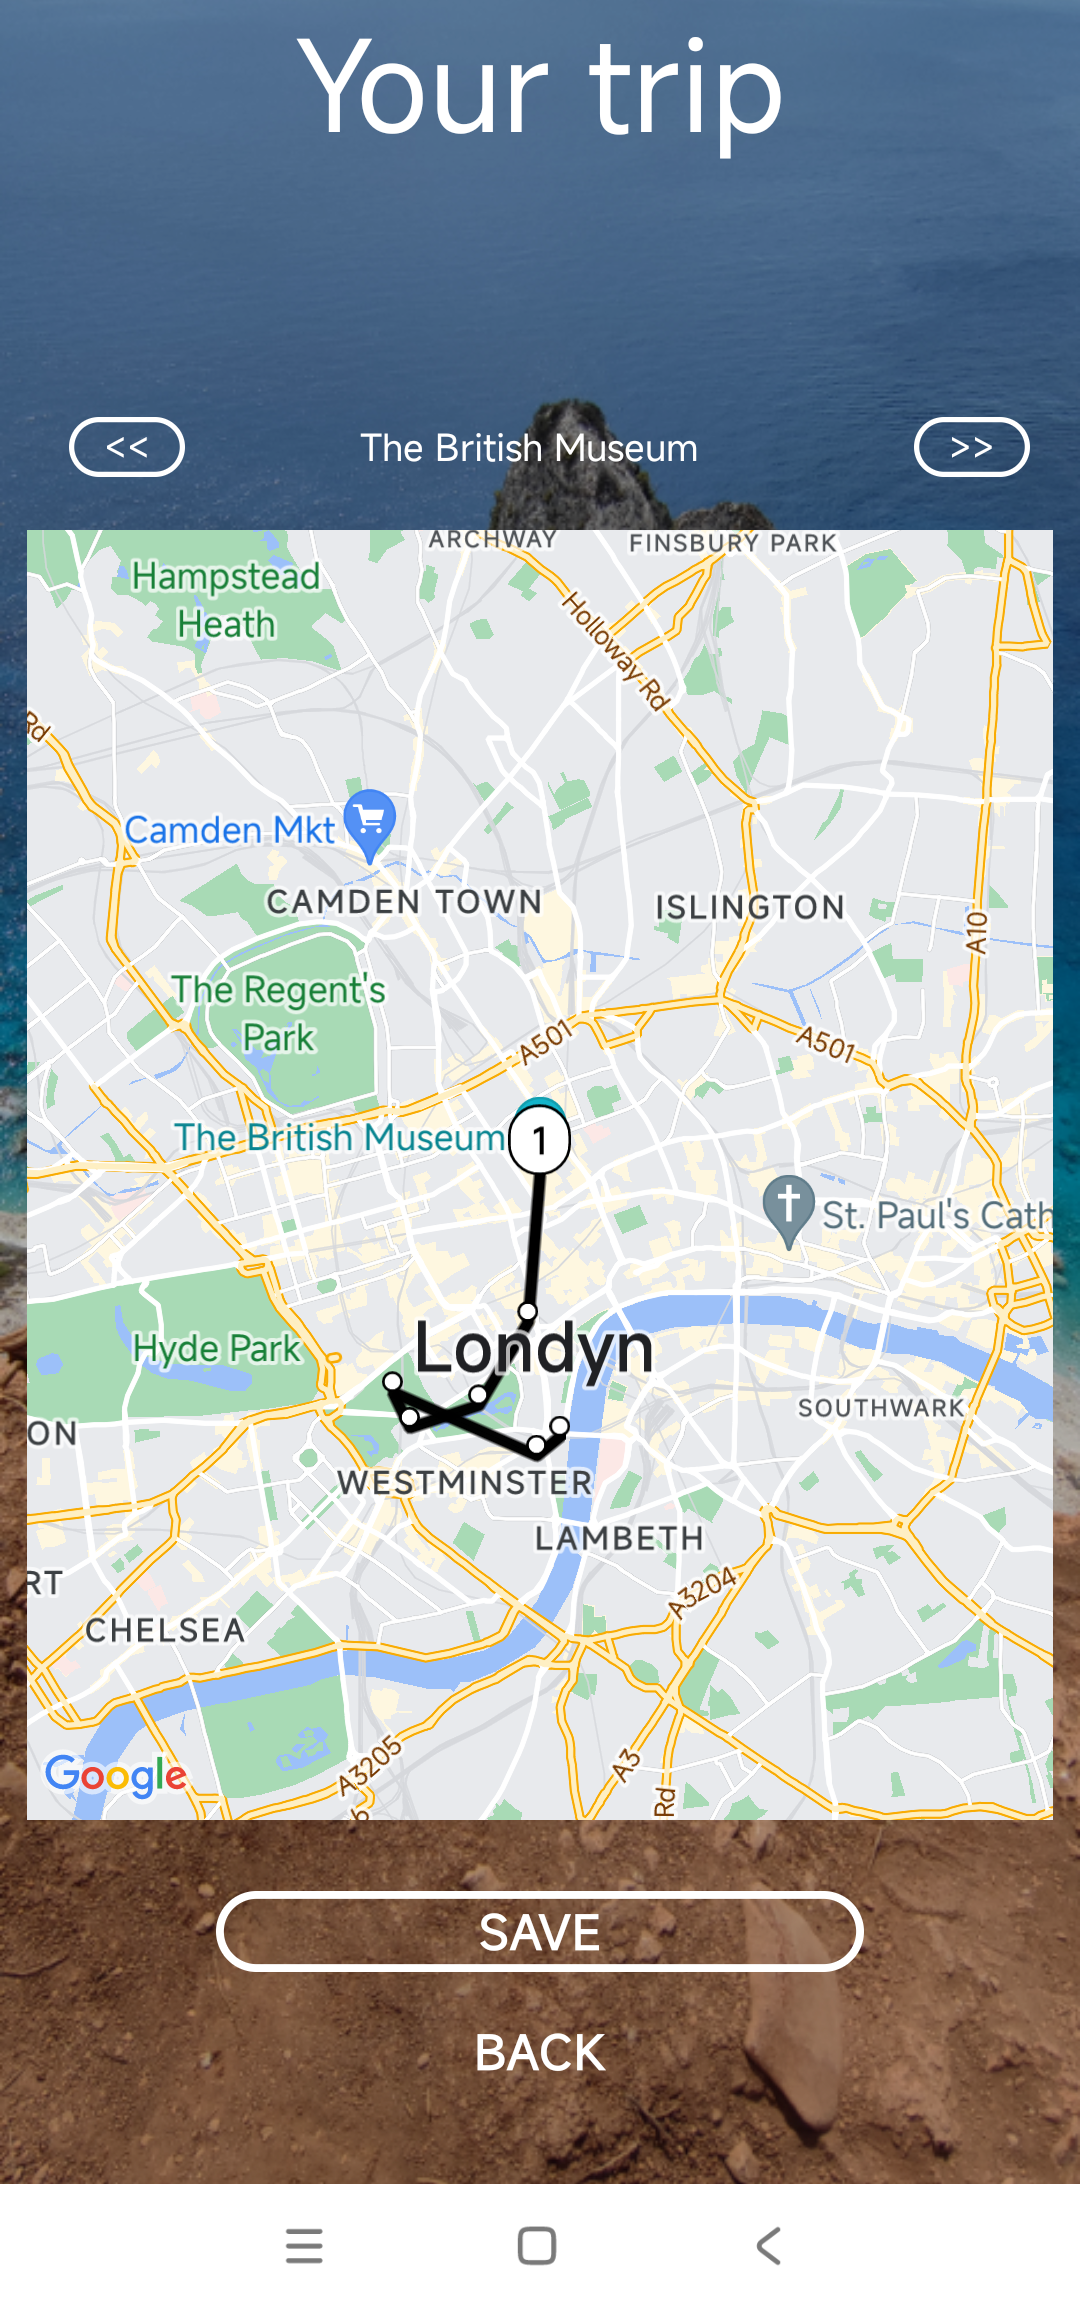 Your trip
<<
The British Museum
>>
ARCHWAY
FINSBURY PARK
Hampstead
Heath
Holloway Rd
Rd
Camden Mkt
CAMDEN TOWN
ISLINGTON
A10
The Regent's
Park
A501
A501
The British Museum
1
St. Paul's Cath
Londyn
Hyde Park
SOUTHWARK
ON
WESTMINSTER
LAMBETH
RT
A3204
CHELSEA
A3205
A3
Rd
6
Google
SAVE
BACK